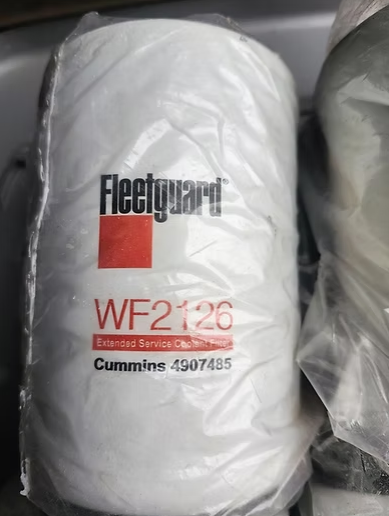 Fleetguard
WF2126
Extended Service Coolant Filter
Cummins 4907485